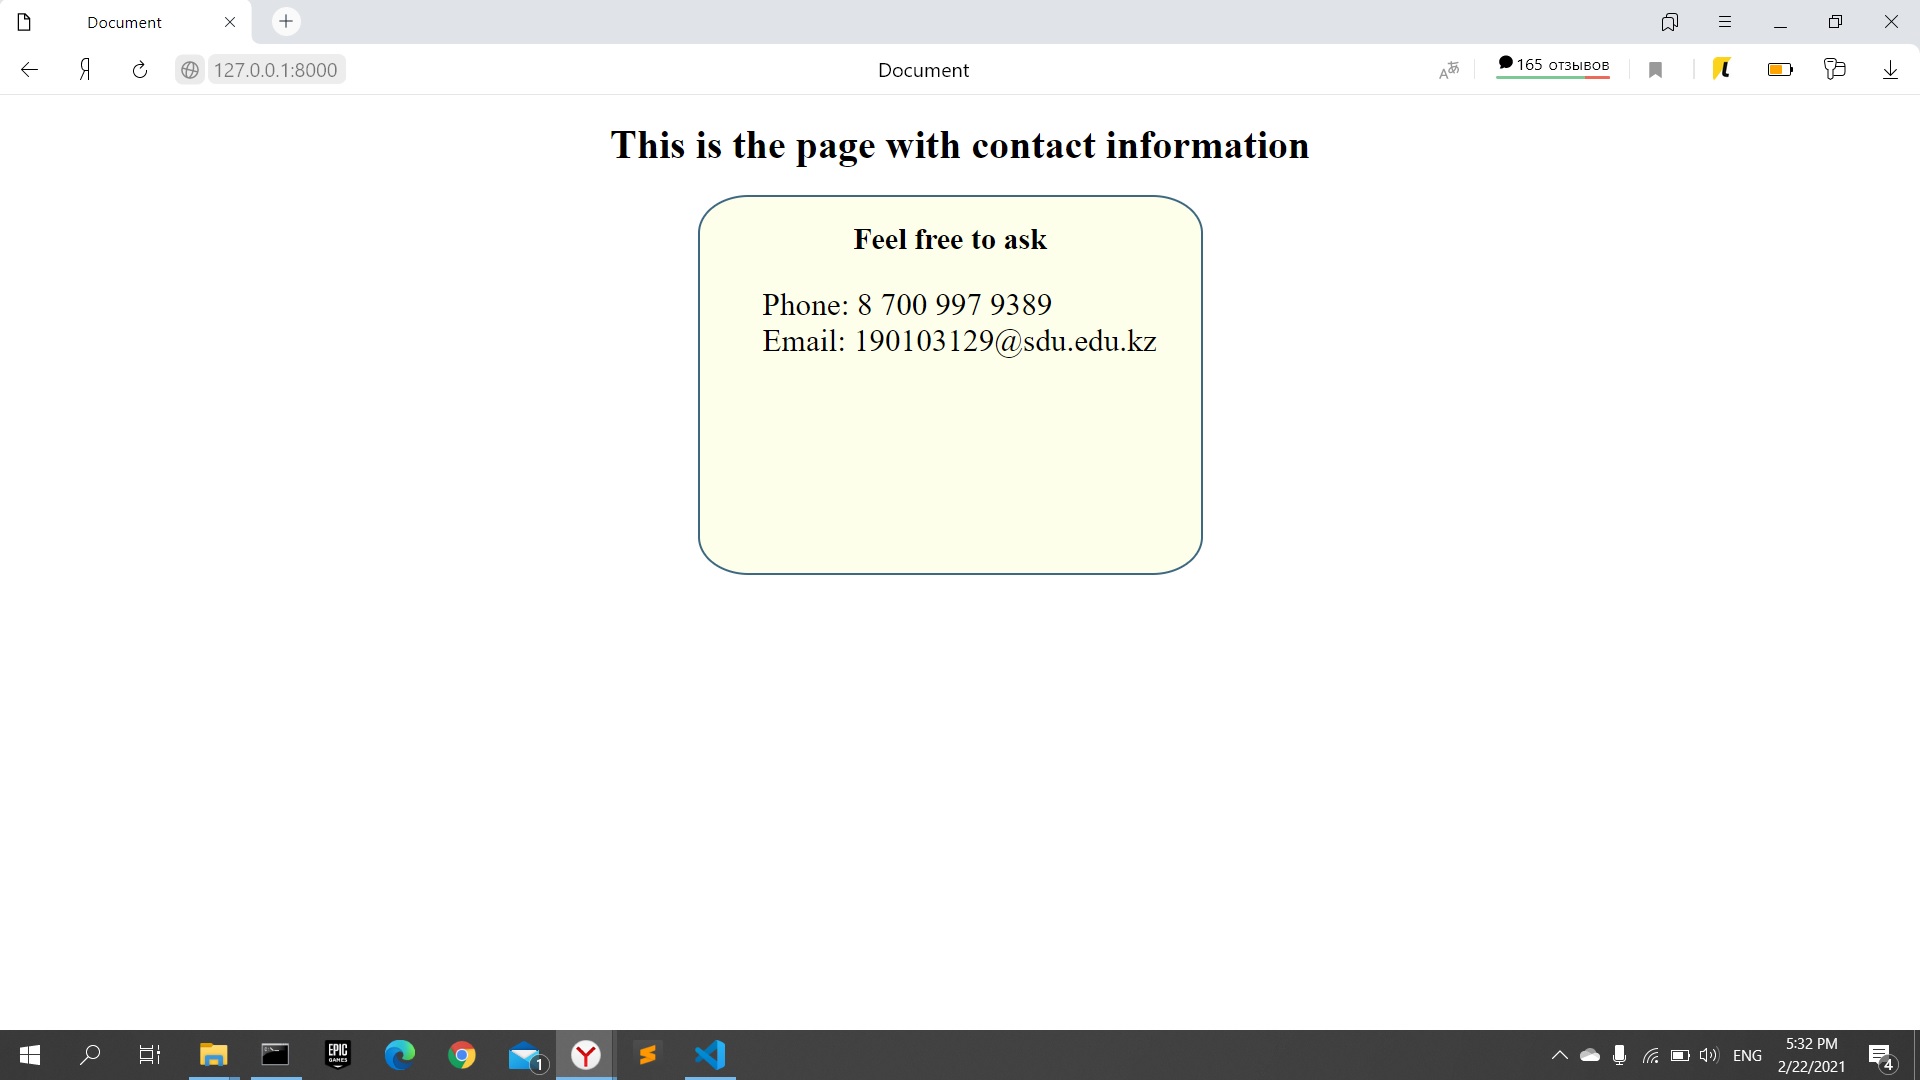 Document
127.0.0.1:8000
Document
165 отзывов
This is the page with contact information
Feel free to ask
Phone: 8 700 997 9389
Email: 190103129@sdu.edu.kz
EPIC
GAMES
1
ENG
5:32 PM
2/22/2021
4